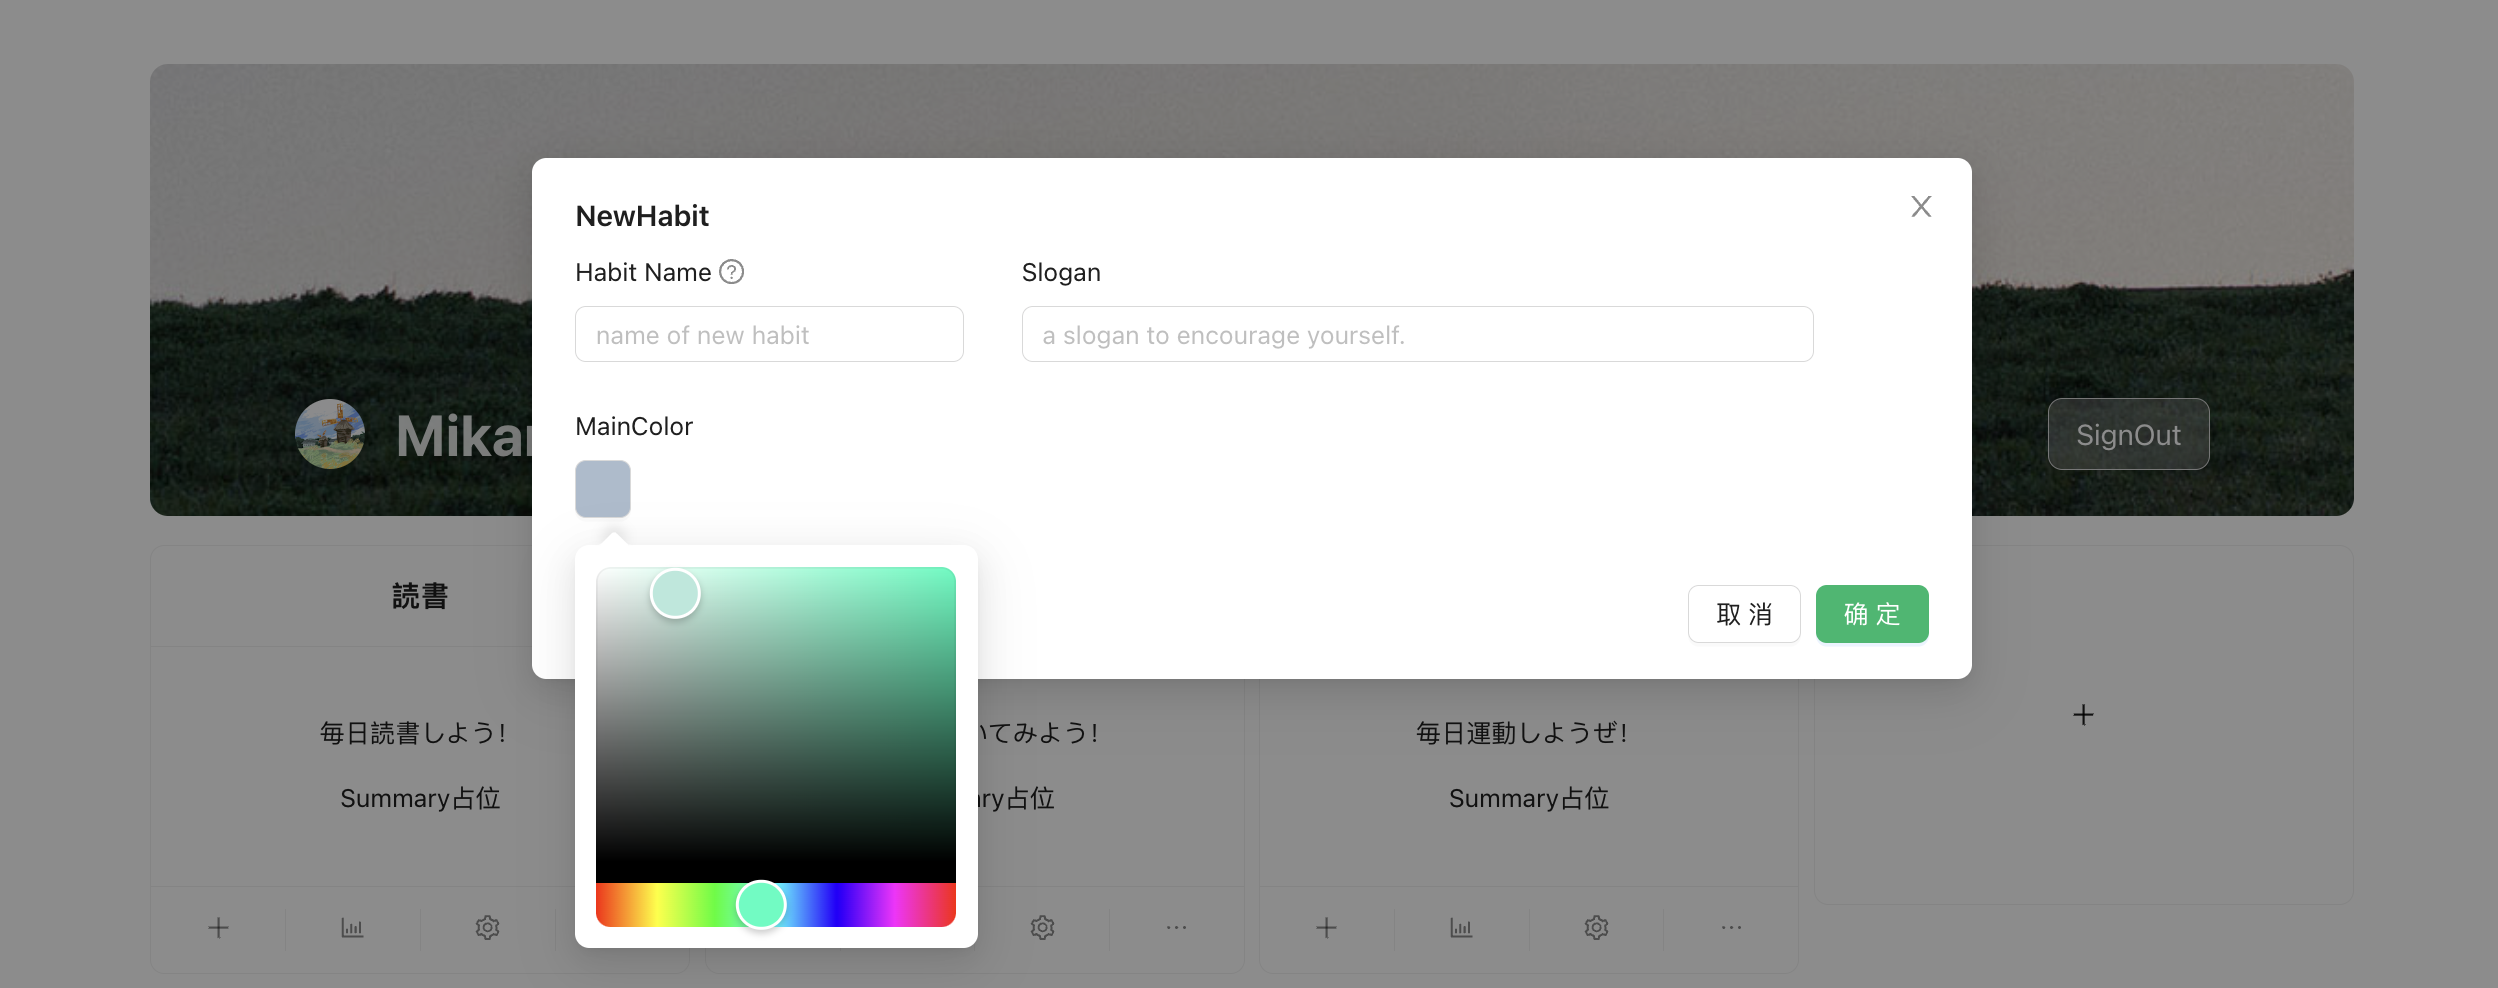 NewHabit
Habit Name
Slogan
name of new habit
a slogan to encourage yourself.
MainColor
SignOut
取 消
确 定
読書
毎日読書しよう!
てみよう!
毎日運動しようぜ!
Summary占位
ry占位
Summary占位